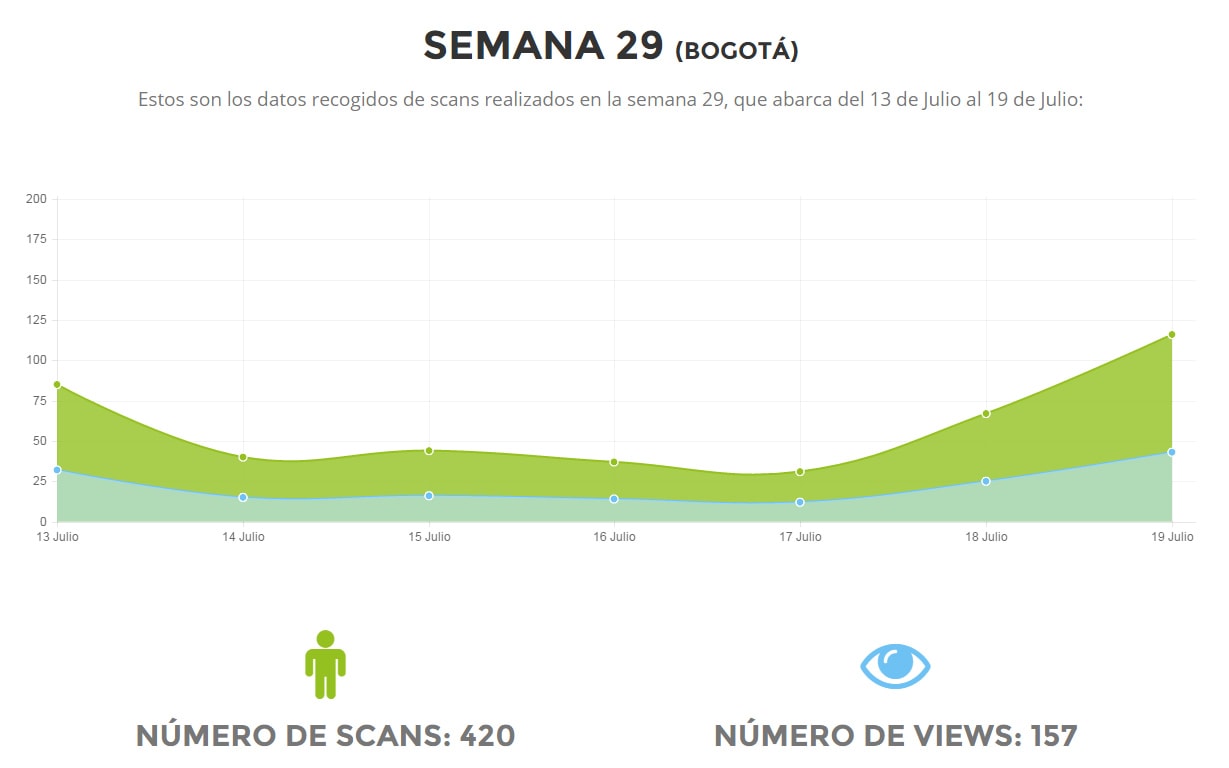 SEMANA 29 (BOGOTÁ)
Estos son los datos recogidos de scans realizados en la semana 29, que abarca del 13 de Julio al 19 de Julio:
200
175
150
125
100
75
50
25
0
13 Julio 14 Julio 15 Julio 16 Julio 17 Julio 18 Julio 19 Julio
NÚMERO DE SCANS: 420 NÚMERO DE VIEWS: 157